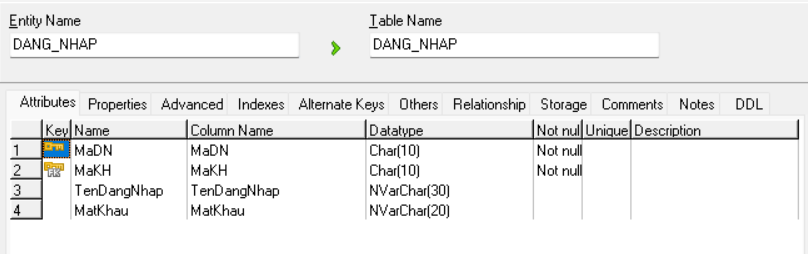 Entity Name Table Name
DANG_NHAP DANG_NHAP
Attributes Properties Advanced Indexes Alternate Keys Others Relationship Storage Comments Notes DDL
Key Name Column Name Datatype Not nul Unique Description
1 MaDN MaDN Char(10) Not null
2 FK MaKH MaKH Char(10) Not null
3 TenDangNhap TenDangNhap NVarChar(30)
4 MatKhau MatKhau NVarChar(20)